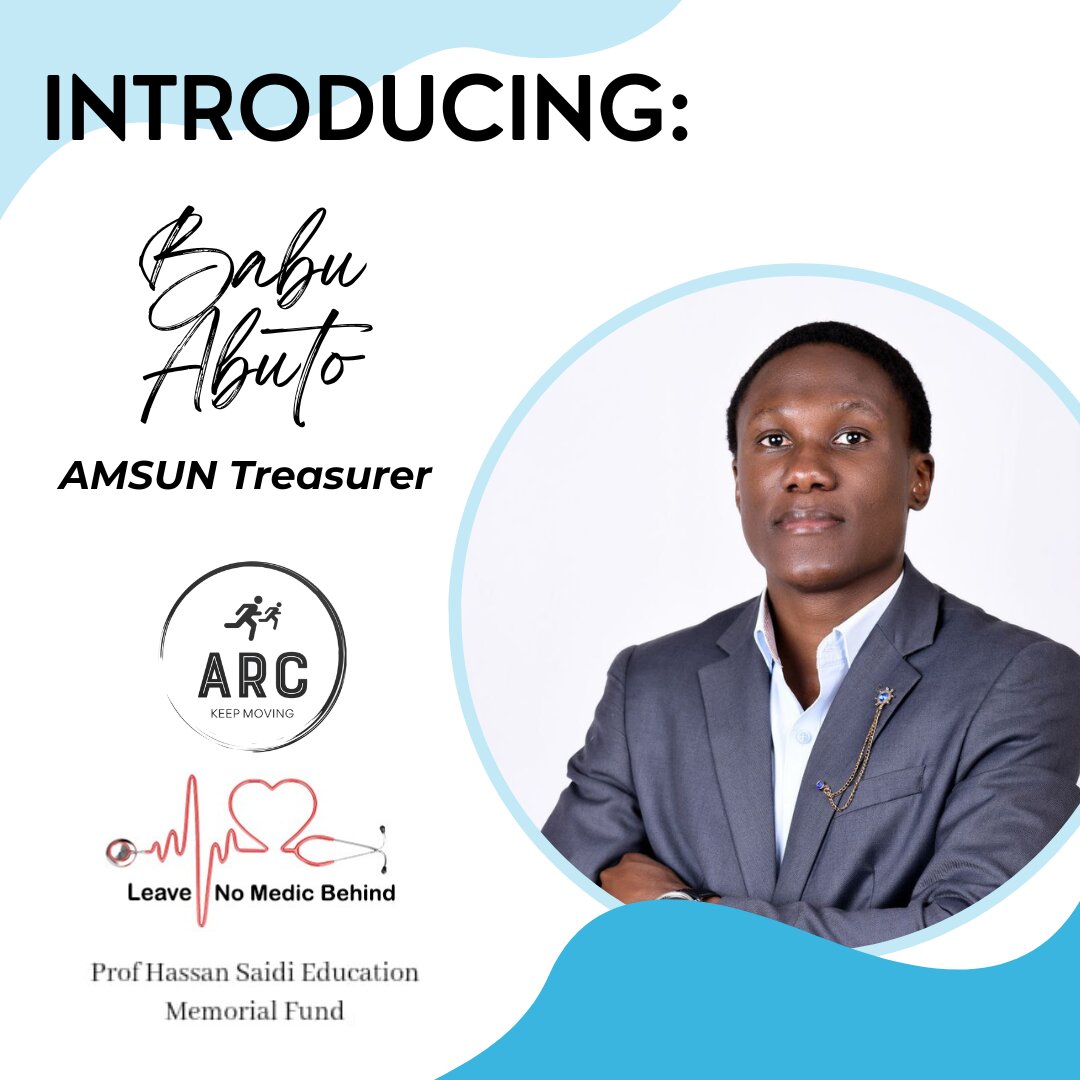 INTRODUCING:
Babu
Abuto
AMSUN Treasurer
ARC
KEEP MOVING
Leave No Medic Behind
Prof Hassan Saidi Education
Memorial Fund